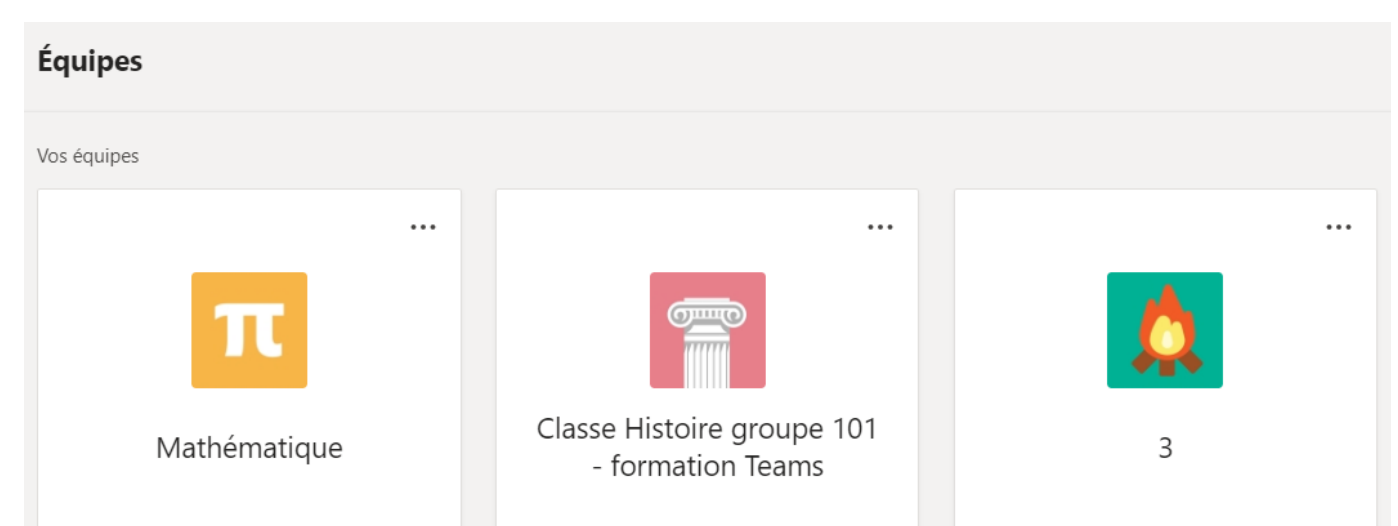 Équipes
Vos équipes
π
Mathématique
Classe Histoire groupe 101
- formation Teams
3